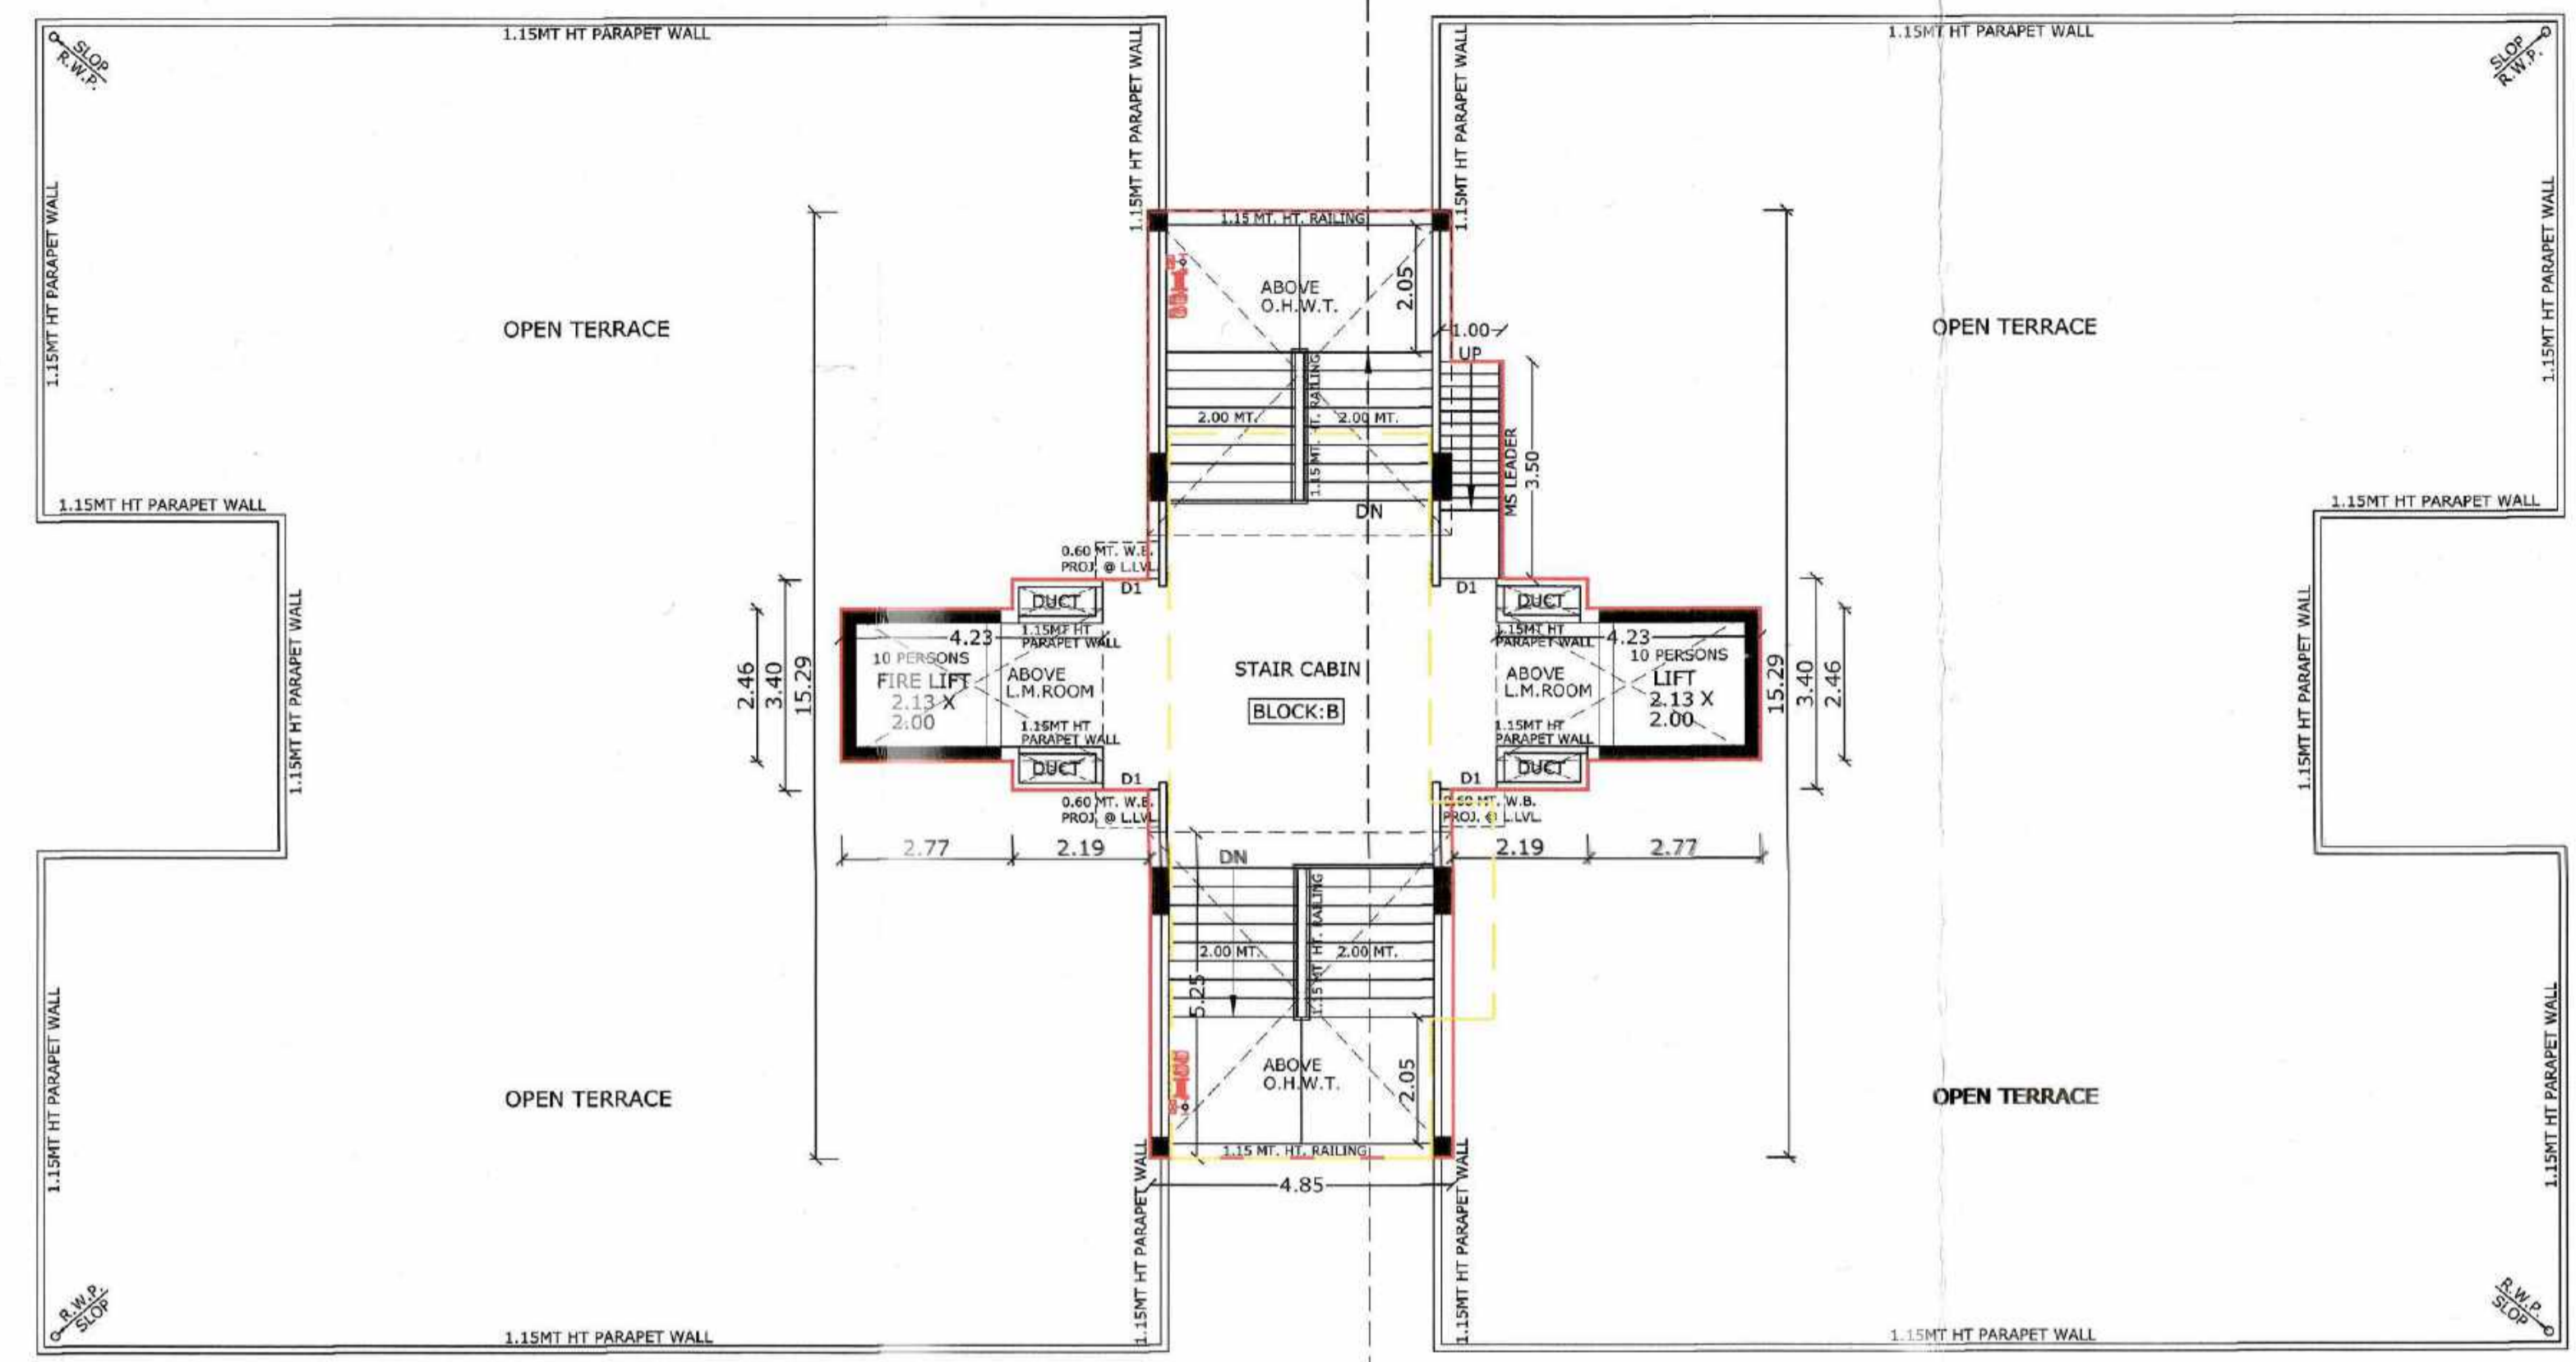 1.15MT HT PARAPET WALL
1.15MT HT PARAPET WALL
SLOP
R.W.P.
SLOP
R.W.P.
1.15MT HT PARAPET WALL
1.15MT HT PARAPET WALL
1.15MT HT PARAPET WALL
1.15MT HT PARAPET WALL
1.15 MT. HT. RAILING
ABOVE
O.H.W.T.
2.05
OPEN TERRACE
OPEN TERRACE
1.00
UP
1.15 MT. HT. RAILING
2.00 MT.
2.00 MT.
MS LEADER
3.50
DN
1.15MT HT PARAPET WALL
1.15MT HT PARAPET WALL
0.60 MT. W.B.
PROJ. @ L.LVL.
D1
D1
DUCT
DUCT
1.15MT HT PARAPET WALL
1.15MT HT PARAPET WALL
4.23
1.15MT HT
PARAPET WALL
1.15MT HT
PARAPET WALL
4.23
2.46
3.40
15.29
10 PERSONS
FIRE LIFT
2.13 X
2.00
ABOVE
L.M.ROOM
STAIR CABIN
BLOCK:B
ABOVE
L.M.ROOM
10 PERSONS
LIFT
2.13 X
2.00
15.29
3.40
2.46
1.15MT HT
PARAPET WALL
1.15MT HT
PARAPET WALL
DUCT
DUCT
D1
D1
0.60 MT. W.B.
PROJ. @ L.LVL.
0.60 MT. W.B.
PROJ. @ L.LVL.
2.77
2.19
DN
2.19
2.77
1.15 MT. HT. RAILING
2.00 MT.
2.00 MT.
5.25
ABOVE
O.H.W.T.
2.05
OPEN TERRACE
OPEN TERRACE
1.15MT HT PARAPET WALL
1.15MT HT PARAPET WALL
1.15 MT. HT. RAILING
4.85
1.15MT HT PARAPET WALL
1.15MT HT PARAPET WALL
R.W.P.
SLOP
R.W.P.
SLOP
1.15MT HT PARAPET WALL
1.15MT HT PARAPET WALL